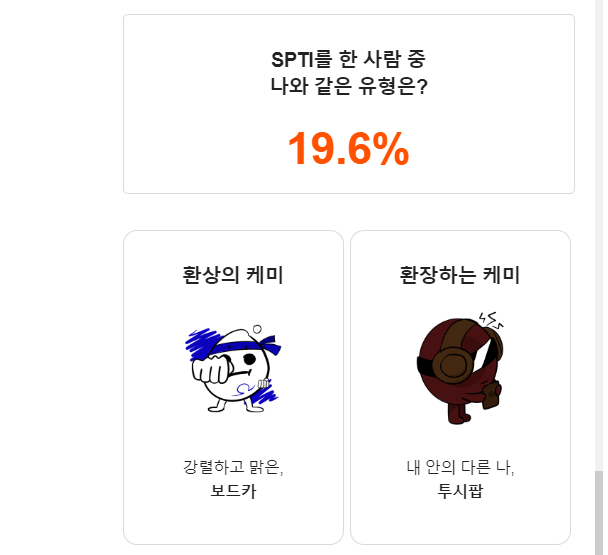 SPTI를 한 사람 중
나와 같은 유형은?
19.6%
환상의 케미
환장하는 케미
강렬하고 맑은,
보드카
내 안의 다른 나,
투시팝